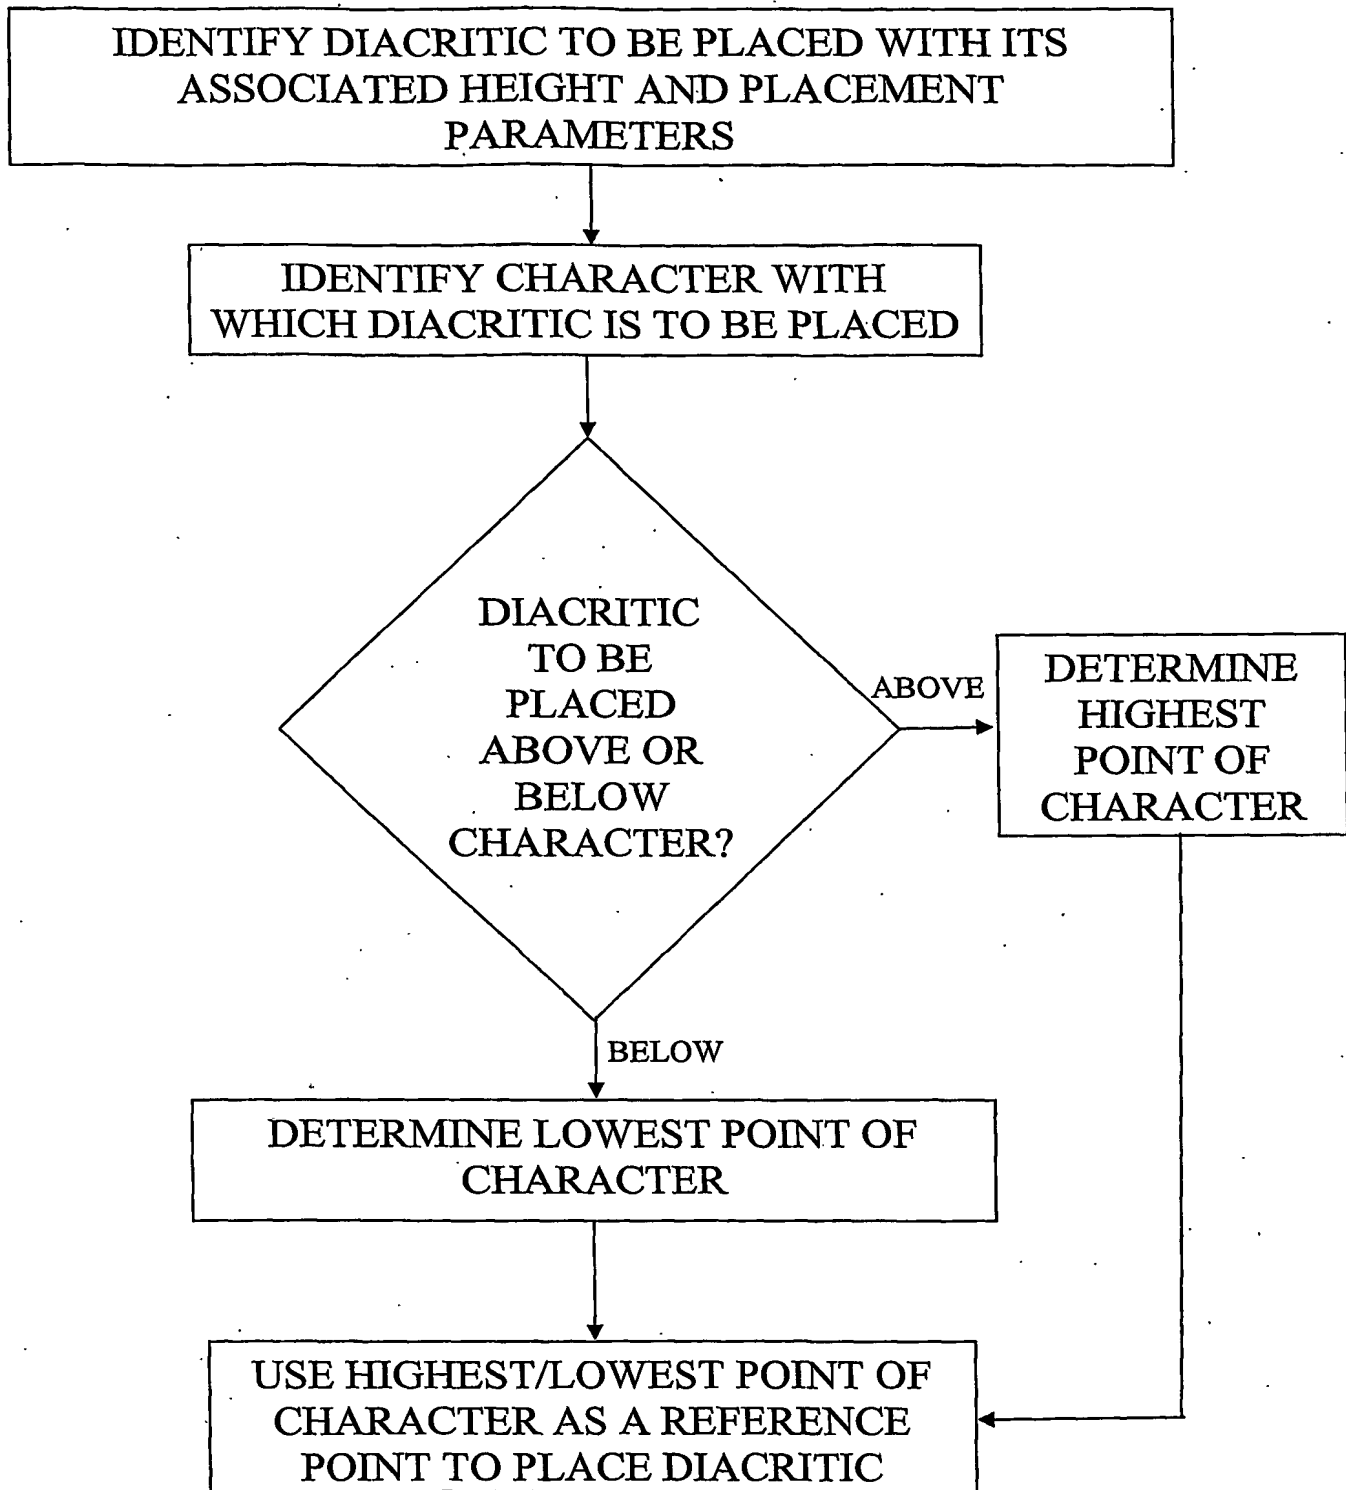 IDENTIFY DIACRITIC TO BE PLACED WITH ITS
ASSOCIATED HEIGHT AND PLACEMENT
PARAMETERS
IDENTIFY CHARACTER WITH
WHICH DIACRITIC IS TO BE PLACED
DIACRITIC
TO BE
PLACED
ABOVE OR
BELOW
CHARACTER?
ABOVE
DETERMINE
HIGHEST
POINT OF
CHARACTER
BELOW
DETERMINE LOWEST POINT OF
CHARACTER
USE HIGHEST/LOWEST POINT OF
CHARACTER AS A REFERENCE
POINT TO PLACE DIACRITIC